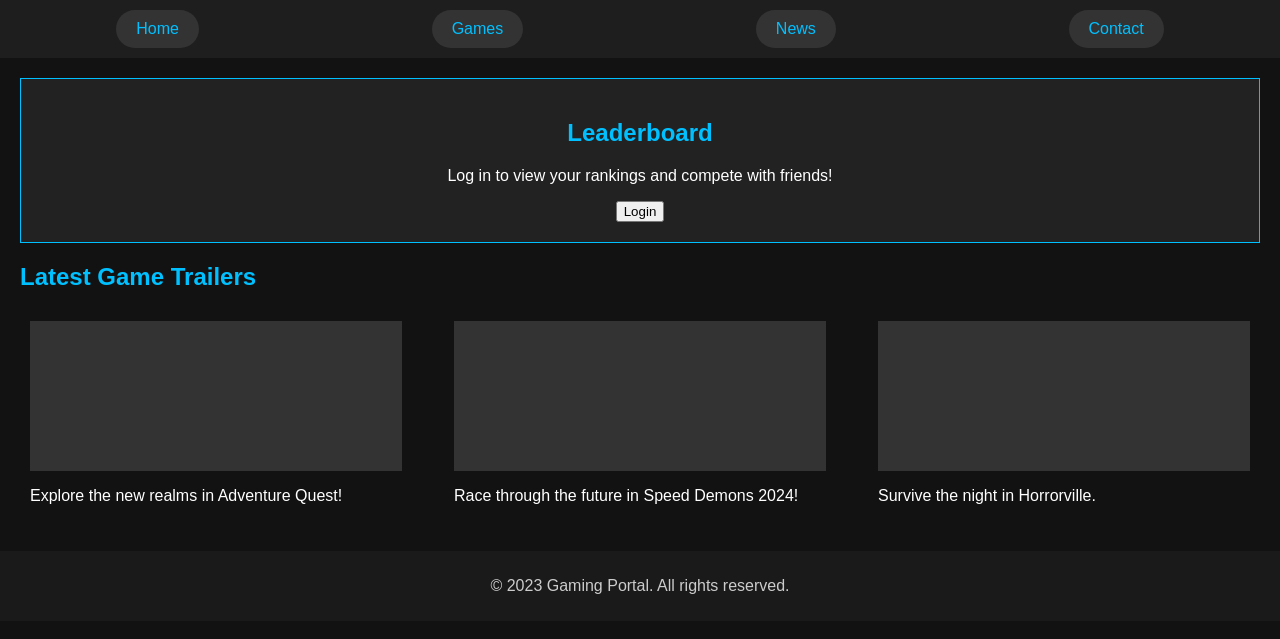 Home
Games
News
Contact
Leaderboard
Log in to view your rankings and compete with friends!
Login
Latest Game Trailers
Explore the new realms in Adventure Quest!
Race through the future in Speed Demons 2024!
Survive the night in Horrorville.
© 2023 Gaming Portal. All rights reserved.